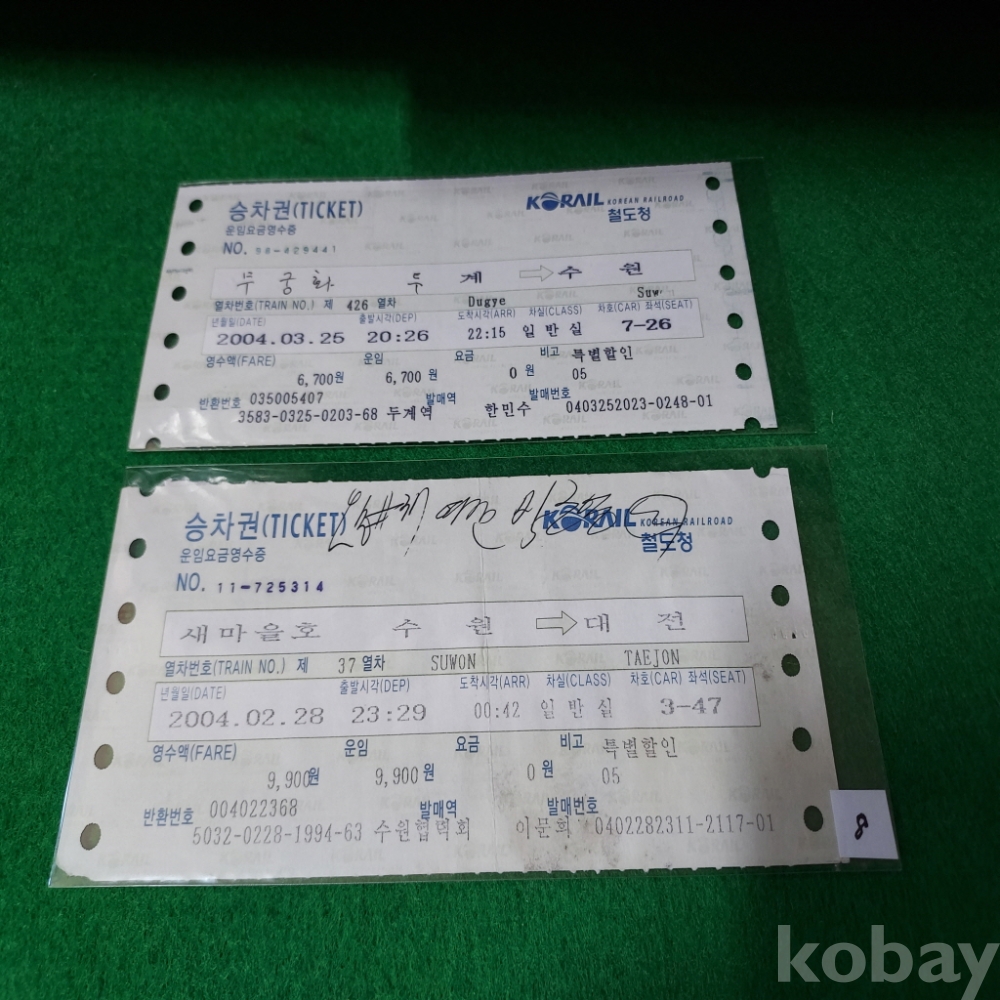 승차권(TICKET) KORAIL KOREAN RAILROAD
운임요금영수증 철도청
NO. 58-829441
무궁화 두 계 ⇨ 수 원
열차번호(TRAIN NO.) 제 426 열차 Dugye Suw
년월일(DATE) 출발시각(DEP) 도착시각(ARR) 차실(CLASS) 차호(CAR) 좌석(SEAT)
2004.03.25 20:26 22:15 일반실 7-26
영수액(FARE) 운임 요금 비고 특별할인
6,700원 6,700 원 0 원 05
반환번호 035005407 발매역 발매번호
3583-0325-0203-68 두계역 한민수 0403252023-0248-01
승차권(TICKET) KORAIL KOREAN RAILROAD
운임요금영수증 철도청
NO. 11-725314
새마을호 수 원 ⇨ 대 전
열차번호(TRAIN NO.) 제 37 열차 SUWON TAEJON
년월일(DATE) 출발시각(DEP) 도착시각(ARR) 차실(CLASS) 차호(CAR) 좌석(SEAT)
2004.02.28 23:29 00:42 일반실 3-47
영수액(FARE) 운임 요금 비고 특별할인
9,900원 9,900 원 0 원 05
반환번호 004022368 발매역 발매번호
5032-0228-1994-63 수원협력회 이문희 0402282311-2117-01
8
kobay